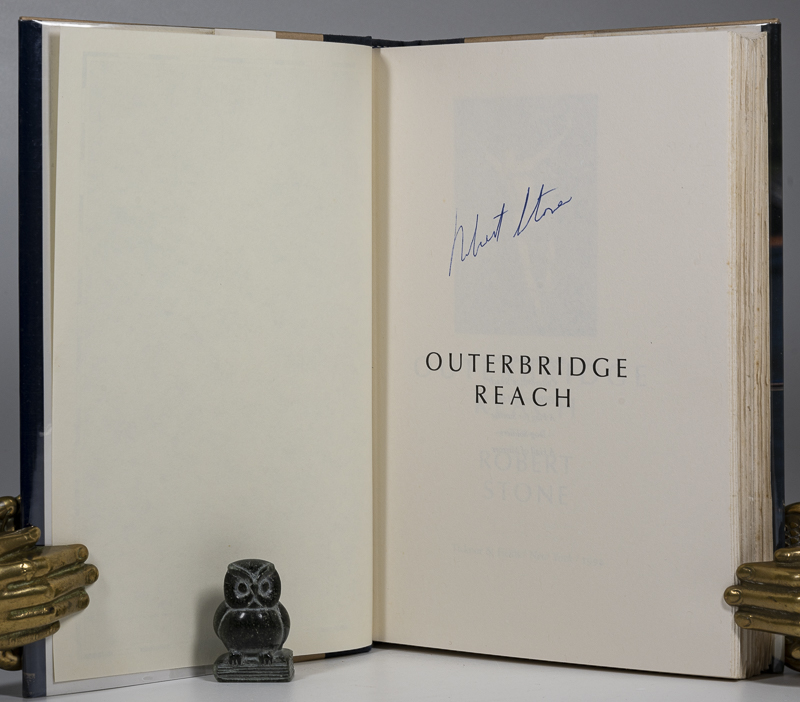 Robert Stone
OUTERBRIDGE
REACH
ROBERT
STONE